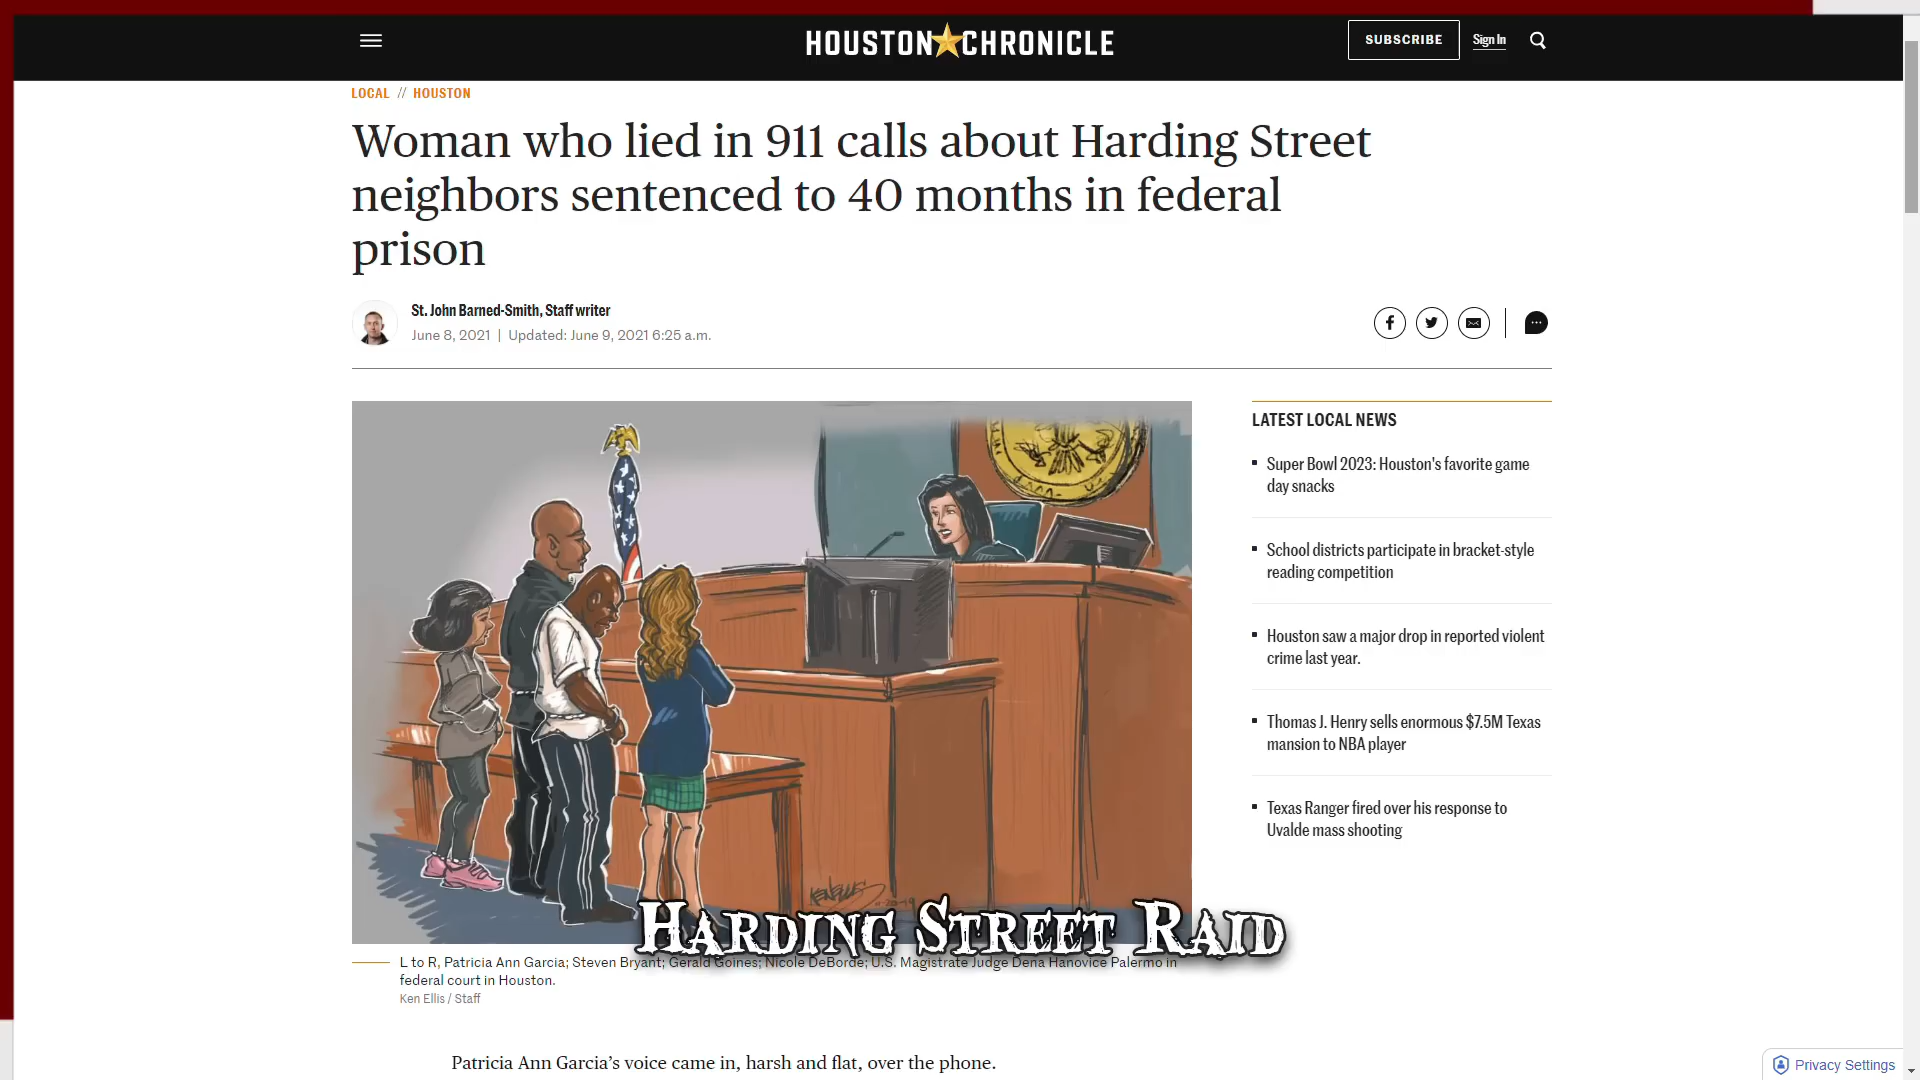 HOUSTON CHRONICLE
SUBSCRIBE
Sign In
LOCAL // HOUSTON
Woman who lied in 911 calls about Harding Street
neighbors sentenced to 40 months in federal
prison
St. John Barned-Smith, Staff writer
June 8, 2021 | Updated: June 9, 2021 6:25 a.m.
LATEST LOCAL NEWS
Super Bowl 2023: Houston's favorite game
day snacks
School districts participate in bracket-style
reading competition
Houston saw a major drop in reported violent
crime last year.
Thomas J. Henry sells enormous $7.5M Texas
mansion to NBA player
Texas Ranger fired over his response to
Uvalde mass shooting
HARDING STREET RAID
L to R, Patricia Ann Garcia; Steven Bryant; Gerald Goines; Nicole DeBorde; U.S. Magistrate Judge Dena Hanovice Palermo in
federal court in Houston.
Ken Ellis / Staff
Patricia Ann Garcia’s voice came in, harsh and flat, over the phone.
Privacy Settings